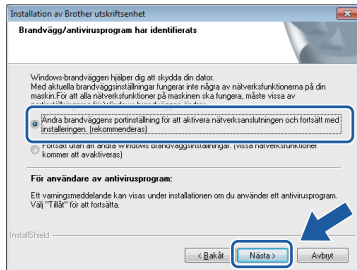 Installation av Brother utskriftsenhet
Brandvägg/antivirusprogram har identifierats
Windows-brandväggen hjälper dig att skydda din dator.
Med aktuella brandväggsinställningar fungerar inte några av nätverksfunktionerna på din
maskin.För att alla nätverksfunktioner på maskinen ska fungera, måste vissa av
Ändra brandväggens portinställning för att aktivera nätverksanslutningen och fortsätt med
installeringen. (rekommenderas)
Fortsätt utan att ändra Windows brandväggsinställningar. (Vissa nätverksfunktioner
kommer att avaktiveras)
För användare av antivirusprogram:
Ett varningsmeddelande kan visas under installationen om du använder ett antivirusprogram.
Välj "Tillåt" för att fortsätta.
InstallShield
< Bakåt
Nästa >
Avbryt